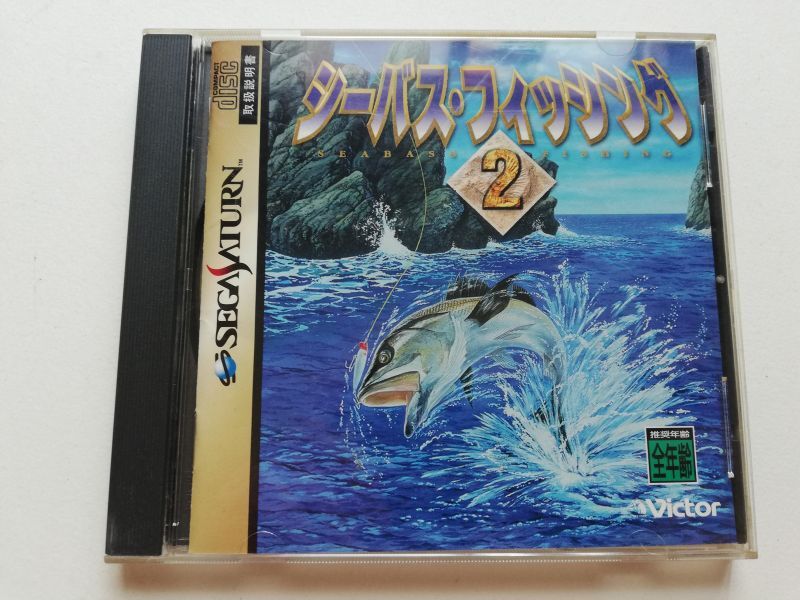 シーバス・フィッシング
SEABASS FISHING
2
COMPACT
disc
取扱説明書
SEGA SATURN™
推奨年齢
全年齢
Victor